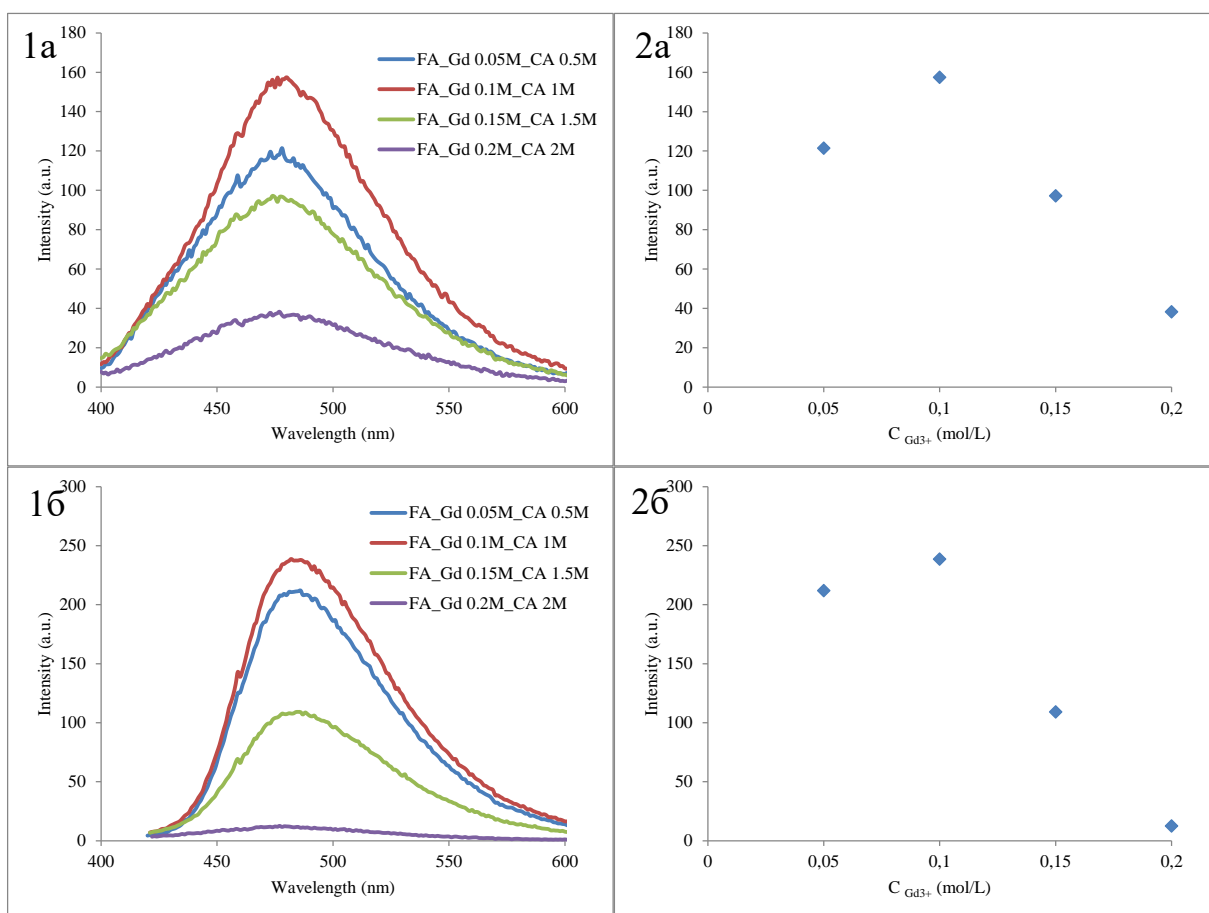 1а
FA_Gd 0.05M_CA 0.5M
FA_Gd 0.1M_CA 1M
FA_Gd 0.15M_CA 1.5M
FA_Gd 0.2M_CA 2M
Intensity (a.u.)
180
160
140
120
100
80
60
40
20
0
400
450
500
550
600
Wavelength (nm)
2а
Intensity (a.u.)
180
160
140
120
100
80
60
40
20
0
0
0,05
0,1
0,15
0,2
C Gd3+ (mol/L)
1б
FA_Gd 0.05M_CA 0.5M
FA_Gd 0.1M_CA 1M
FA_Gd 0.15M_CA 1.5M
FA_Gd 0.2M_CA 2M
Intensity (a.u.)
300
250
200
150
100
50
0
400
450
500
550
600
Wavelength (nm)
2б
Intensity (a.u.)
300
250
200
150
100
50
0
0
0,05
0,1
0,15
0,2
C Gd3+ (mol/L)